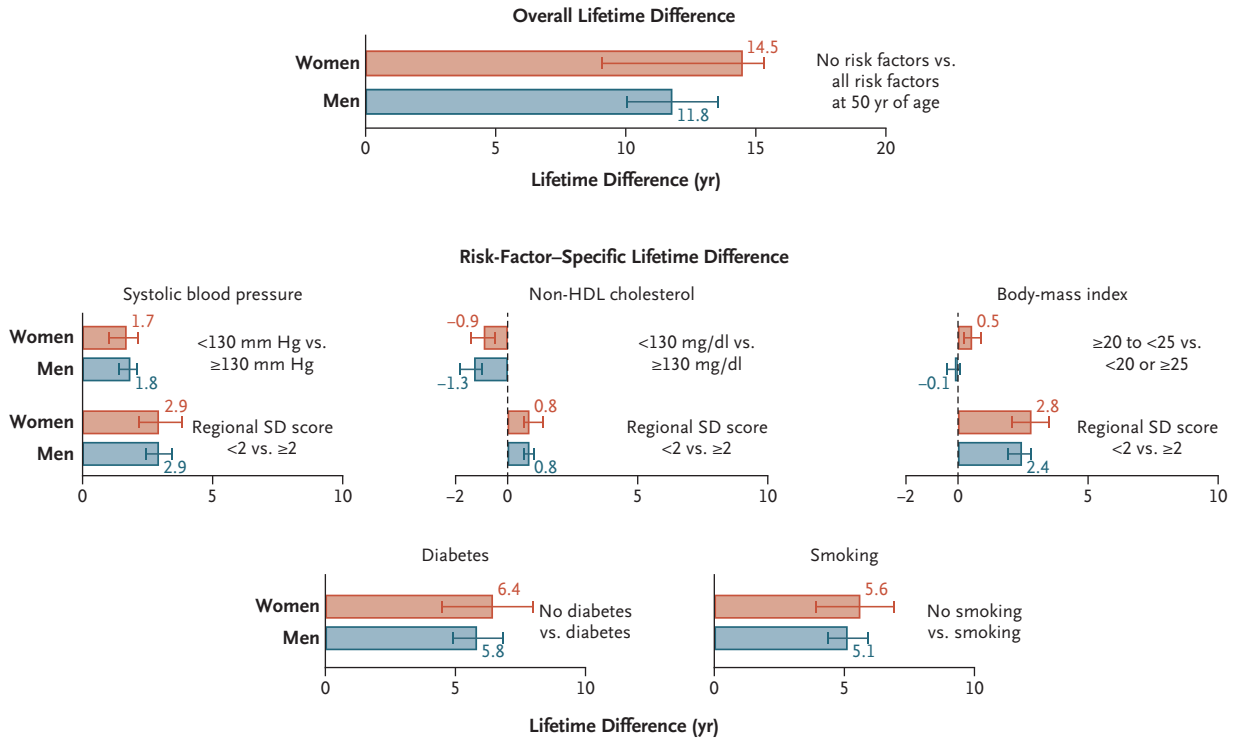 Overall Lifetime Difference
Women
14.5
Men
11.8
No risk factors vs.
all risk factors
at 50 yr of age
0 5 10 15 20
Lifetime Difference (yr)
Risk-Factor–Specific Lifetime Difference
Systolic blood pressure
Women
1.7
Men
1.8
<130 mm Hg vs.
≥130 mm Hg
Women
2.9
Men
2.9
Regional SD score
<2 vs. ≥2
0 5 10
Non-HDL cholesterol
–0.9
–1.3
<130 mg/dl vs.
≥130 mg/dl
0.8
0.8
Regional SD score
<2 vs. ≥2
–2 0 5 10
Body-mass index
0.5
–0.1
≥20 to <25 vs.
<20 or ≥25
2.8
2.4
Regional SD score
<2 vs. ≥2
–2 0 5 10
Diabetes
Women
6.4
Men
5.8
No diabetes
vs. diabetes
0 5 10
Smoking
5.6
5.1
No smoking
vs. smoking
0 5 10
Lifetime Difference (yr)